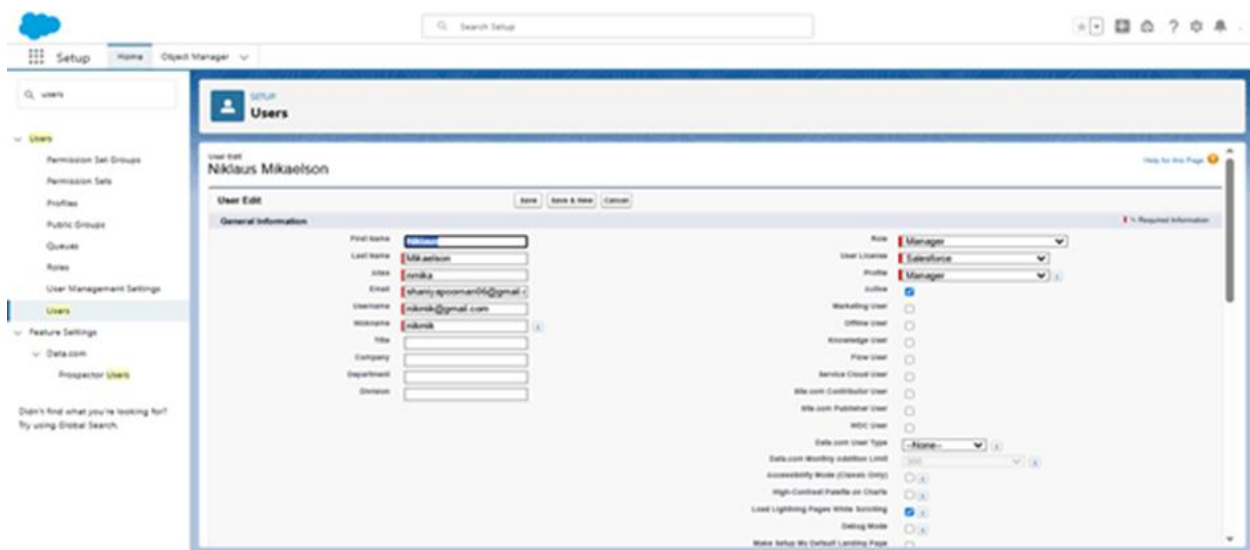 Search Setup
Setup
Home
Object Manager
users
Users
Permission Set Groups
Permission Sets
Profiles
Public Groups
Queues
Roles
User Management Settings
Users
Feature Settings
Data.com
Prospector Users
Didn't find what you're looking for?
Try using Global Search.
SETUP
Users
User Edit
Niklaus Mikaelson
Help for this Page
User Edit
Save
Save & New
Cancel
General Information
= Required Information
First Name
Niklaus
Last Name
Mikaelson
Alias
nmika
Email
Username
nikmik@gmail.com
Nickname
nikmik
Title
Company
Department
Division
Role
Manager
User License
Salesforce
Profile
Manager
Active
Marketing User
Offline User
Knowledge User
Flow User
Service Cloud User
Site.com Contributor User
Site.com Publisher User
WDC User
Data.com User Type
--None--
Data.com Monthly Addition Limit
300
Accessibility Mode (Classic Only)
High-Contrast Palette on Charts
Load Lightning Pages While Scrolling
Debug Mode
Make Setup My Default Landing Page